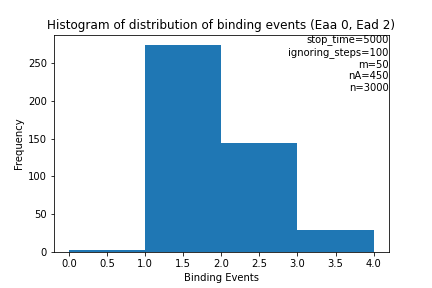 Histogram of distribution of binding events (Eaa 0, Ead 2)
stop_time=5000
ignoring_steps=100
m=50
nA=450
n=3000
250
200
150
100
50
0
Frequency
0.0 0.5 1.0 1.5 2.0 2.5 3.0 3.5 4.0
Binding Events